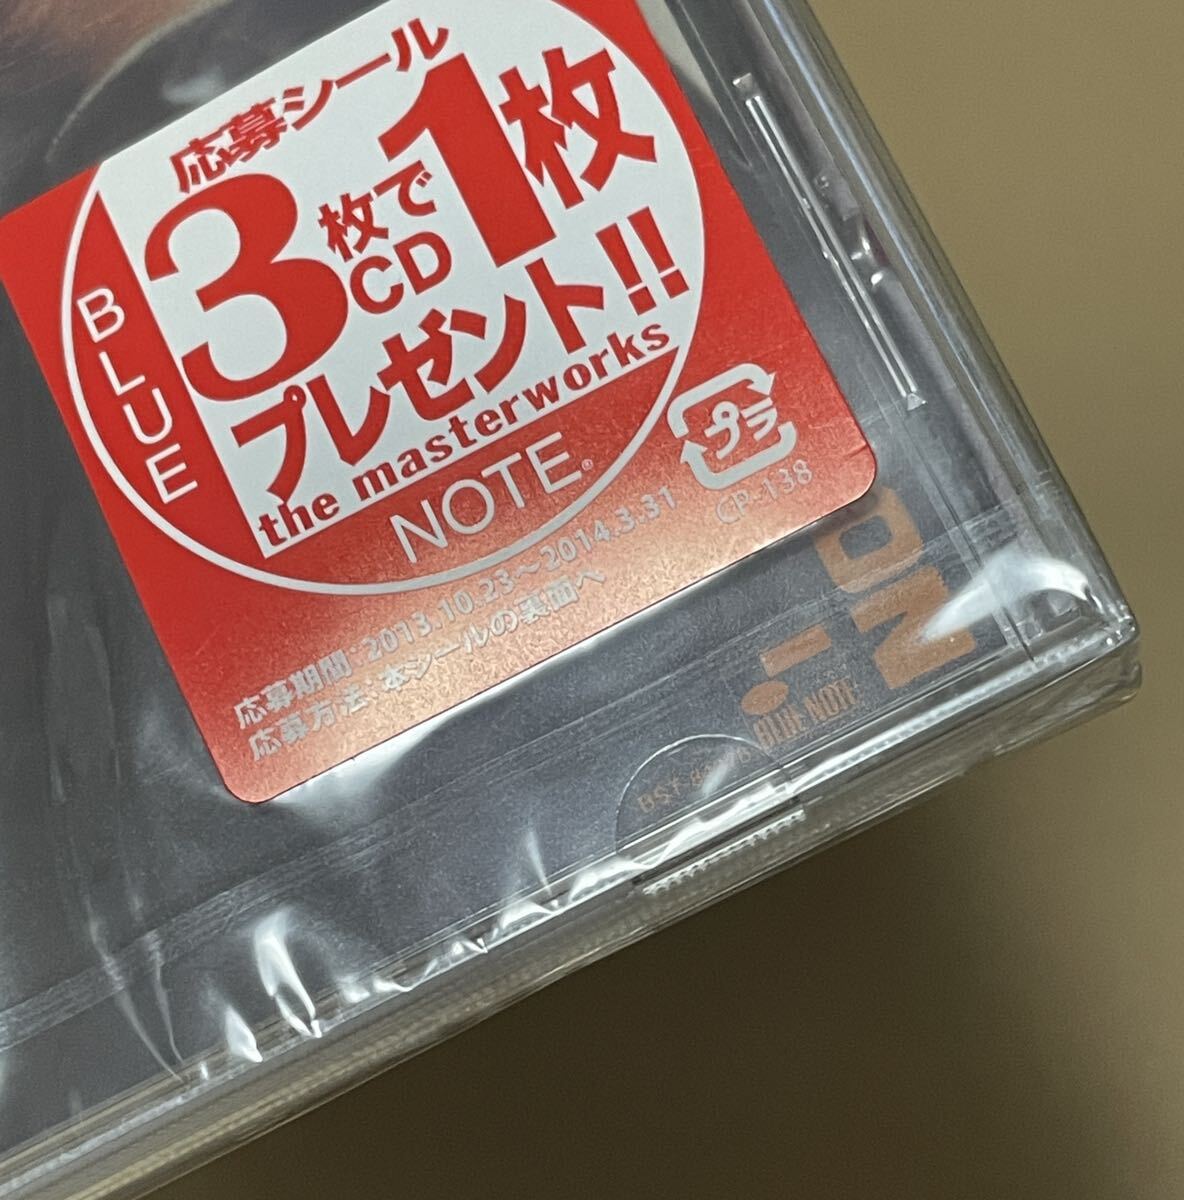 応募シール
3枚で1枚
CD
プレゼント!!
the masterworks
BLUE
NOTE®
プラ
CP-138
応募期間: 2013.10.23〜2014.3.31
応募方法: 本シールの裏面へ
ON
BLUE NOTE
BST